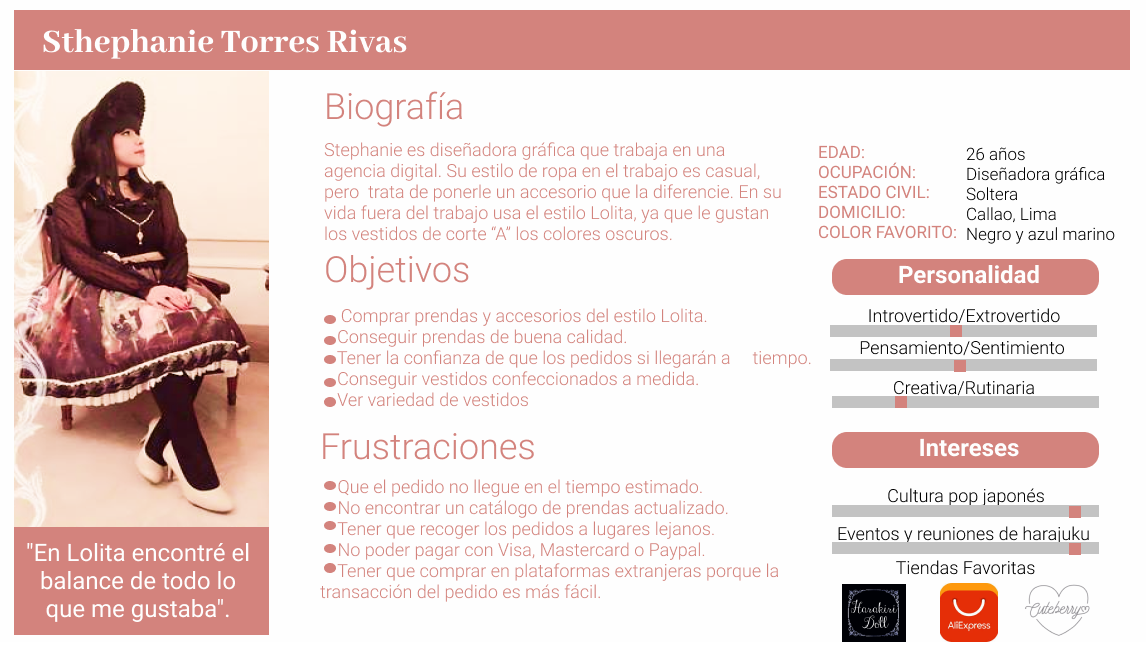 Sthephanie Torres Rivas
Biografía
Stephanie es diseñadora gráfica que trabaja en una
agencia digital. Su estilo de ropa en el trabajo es casual,
pero trata de ponerle un accesorio que la diferencie. En su
vida fuera del trabajo usa el estilo Lolita, ya que le gustan
los vestidos de corte “A” los colores oscuros.
Objetivos
Comprar prendas y accesorios del estilo Lolita.
Conseguir prendas de buena calidad.
Tener la confianza de que los pedidos si llegarán a tiempo.
Conseguir vestidos confeccionados a medida.
Ver variedad de vestidos
Frustraciones
Que el pedido no llegue en el tiempo estimado.
No encontrar un catálogo de prendas actualizado.
Tener que recoger los pedidos a lugares lejanos.
No poder pagar con Visa, Mastercard o Paypal.
Tener que comprar en plataformas extranjeras porque la
transacción del pedido es más fácil.
"En Lolita encontré el
balance de todo lo
que me gustaba".
EDAD: 26 años
OCUPACIÓN: Diseñadora gráfica
ESTADO CIVIL: Soltera
DOMICILIO: Callao, Lima
COLOR FAVORITO: Negro y azul marino
Personalidad
Introvertido/Extrovertido
Pensamiento/Sentimiento
Creativa/Rutinaria
Intereses
Cultura pop japonés
Eventos y reuniones de harajuku
Tiendas Favoritas
Harakiri
Doll
AliExpress
Cuteberry